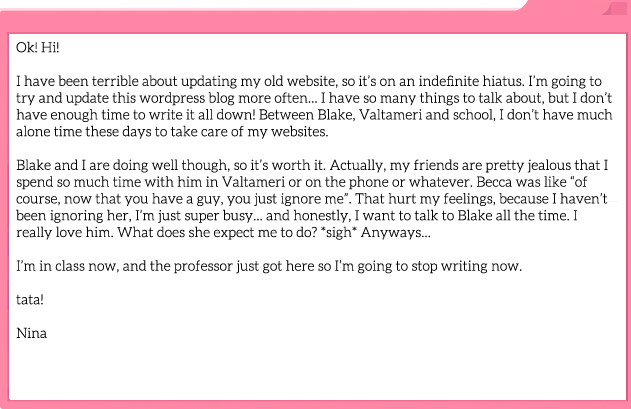 Ok! Hi!
I have been terrible about updating my old website, so it's on an indefinite hiatus. I'm going to
try and update this wordpress blog more often... I have so many things to talk about, but I don't
have enough time to write it all down! Between Blake, Valtameri and school, I don't have much
alone time these days to take care of my websites.
Blake and I are doing well though, so it's worth it. Actually, my friends are pretty jealous that I
spend so much time with him in Valtameri or on the phone or whatever. Becca was like “of
course, now that you have a guy, you just ignore me”. That hurt my feelings, because I haven't
been ignoring her, I'm just super busy... and honestly, I want to talk to Blake all the time. I
really love him. What does she expect me to do? *sigh* Anyways...
I'm in class now, and the professor just got here so I'm going to stop writing now.
tata!
Nina